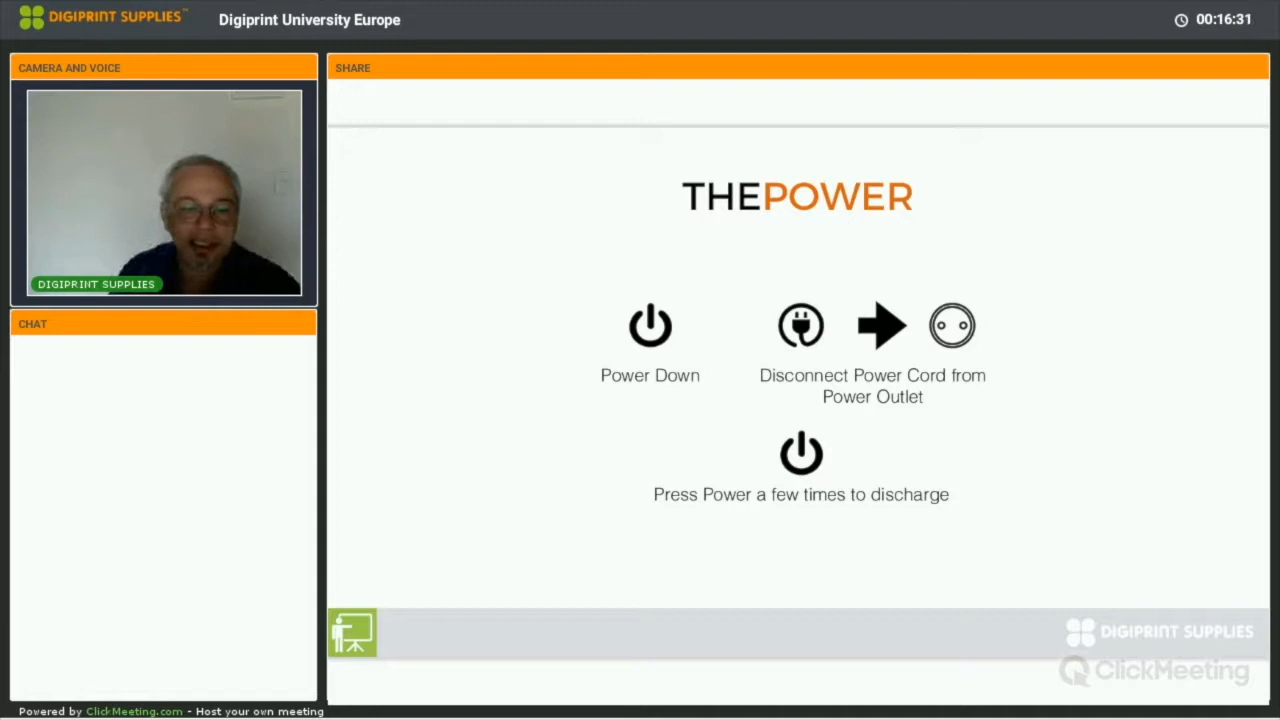 DIGIPRINT SUPPLIES™
Digiprint University Europe
00:16:31
CAMERA AND VOICE
DIGIPRINT SUPPLIES
CHAT
SHARE
THEPOWER
Power Down
Disconnect Power Cord from
Power Outlet
Press Power a few times to discharge
DIGIPRINT SUPPLIES
ClickMeeting
Powered by ClickMeeting.com - Host your own meeting